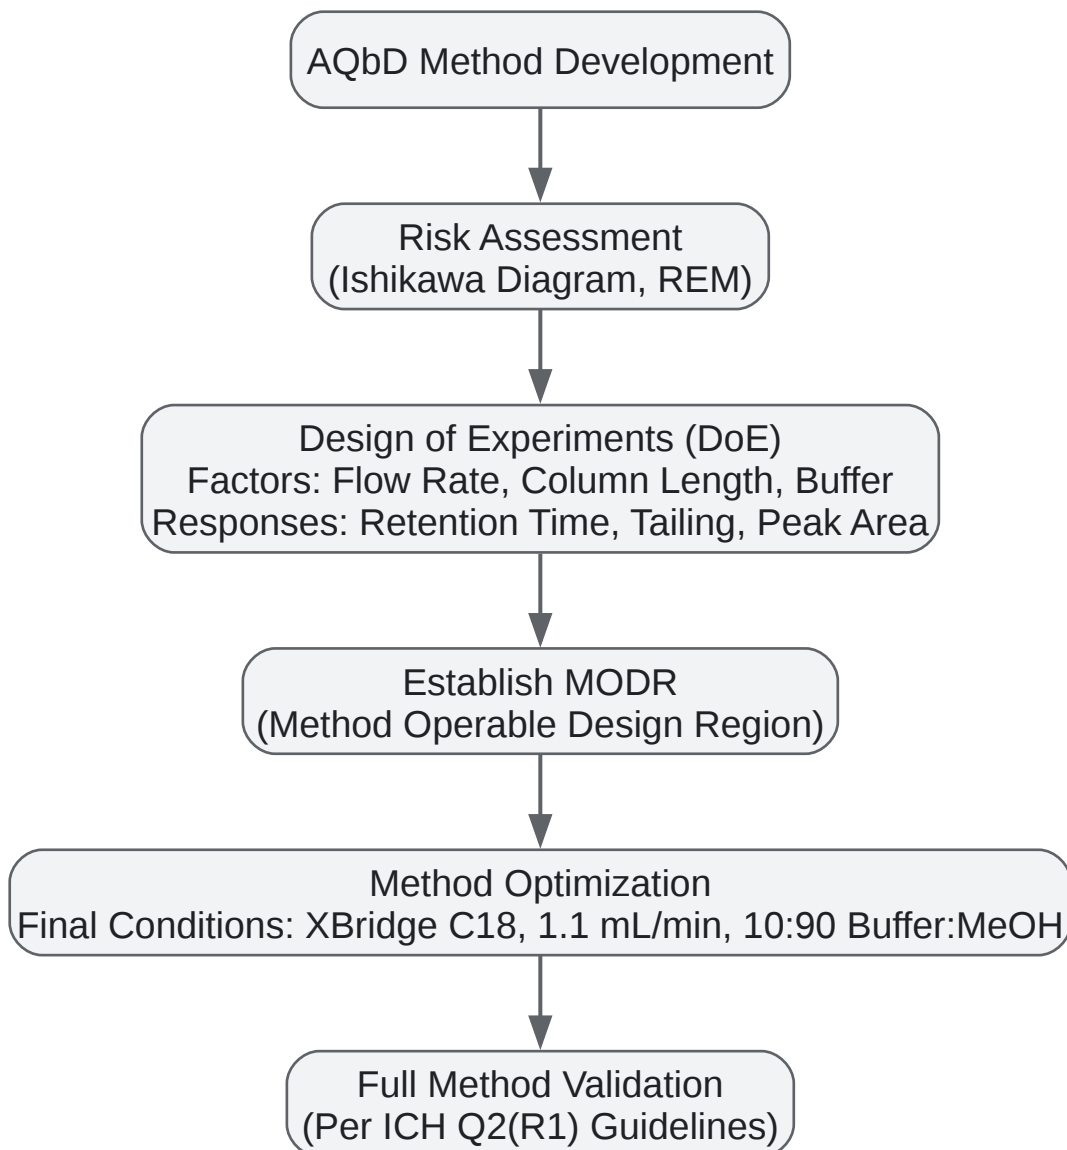 AQbD Method Development
Risk Assessment
(Ishikawa Diagram, REM)
Design of Experiments (DoE)
Factors: Flow Rate, Column Length, Buffer
Responses: Retention Time, Tailing, Peak Area
Establish MODR
(Method Operable Design Region)
Method Optimization
Final Conditions: XBridge C18, 1.1 mL/min, 10:90 Buffer:MeOH
Full Method Validation
(Per ICH Q2(R1) Guidelines)